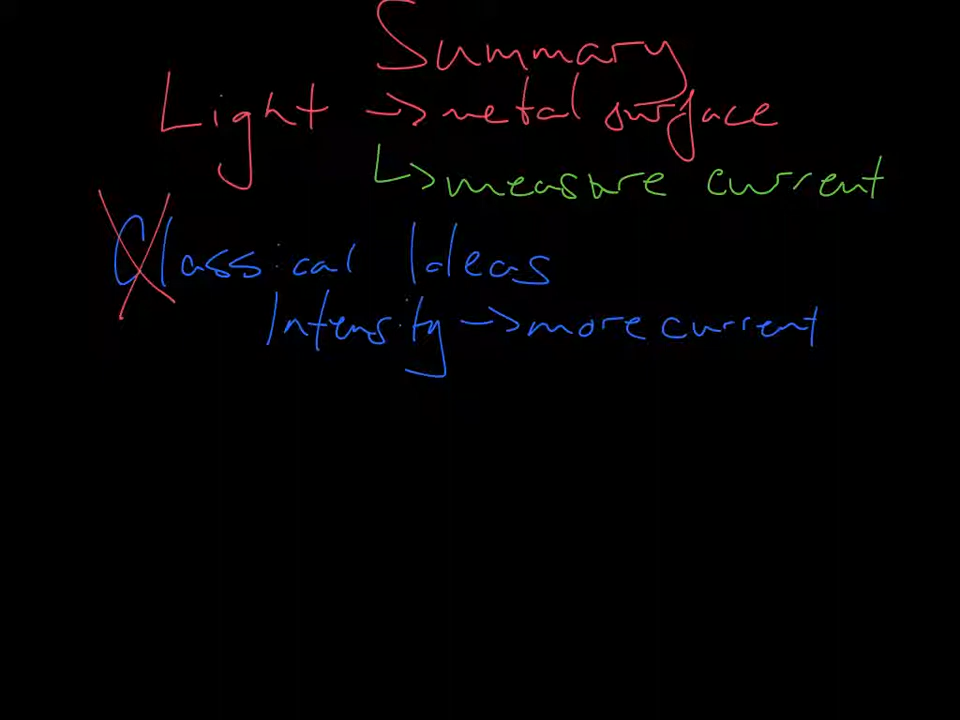 Summary
Light → metal surface
↳ measure current
Classical Ideas
Intensity → more current